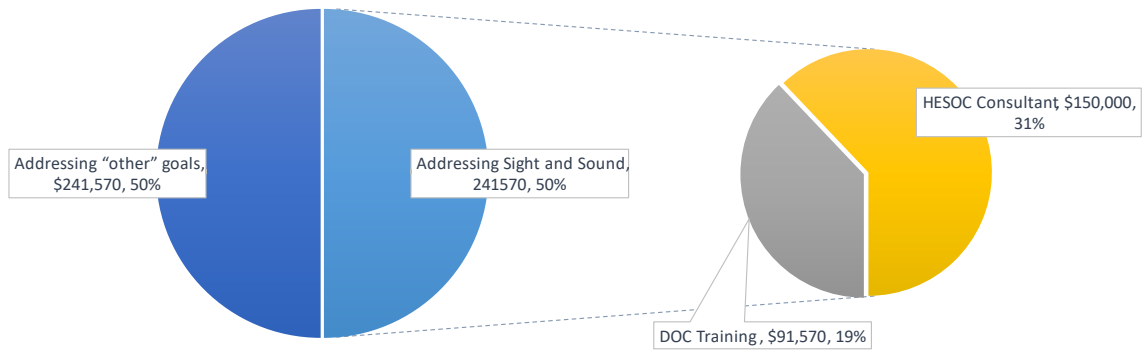 Addressing “other” goals,
$241,570, 50%
Addressing Sight and Sound,
241570, 50%
HESOC Consultant, $150,000,
31%
DOC Training , $91,570, 19%